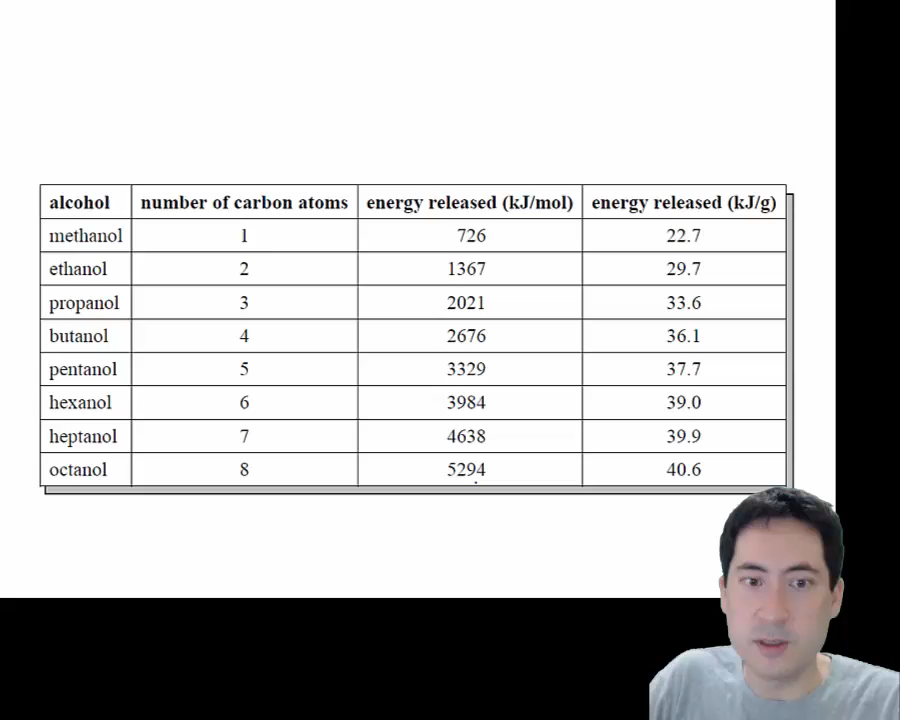 alcohol number of carbon atoms energy released (kJ/mol) energy released (kJ/g)
methanol 1 726 22.7
ethanol 2 1367 29.7
propanol 3 2021 33.6
butanol 4 2676 36.1
pentanol 5 3329 37.7
hexanol 6 3984 39.0
heptanol 7 4638 39.9
octanol 8 5294 40.6